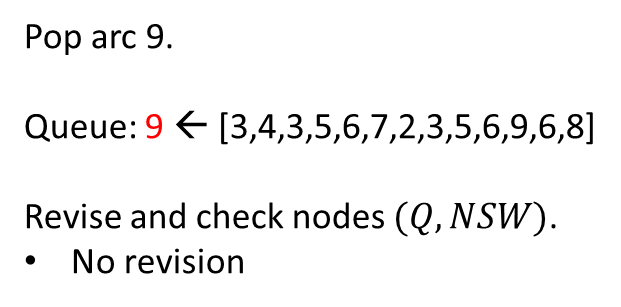 Pop arc 9.
Queue: 9 ← [3,4,3,5,6,7,2,3,5,6,9,6,8]
Revise and check nodes (Q, NSW).
• No revision